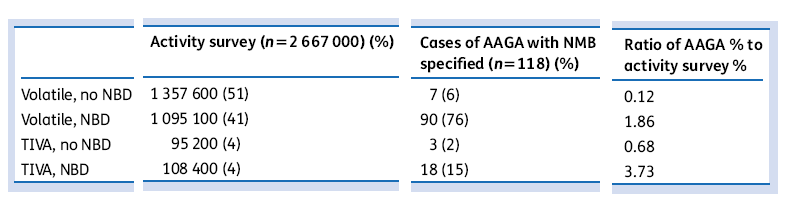 Activity survey (n=2 667 000) (%) Cases of AAGA with NMB specified (n=118) (%) Ratio of AAGA % to activity survey %
Volatile, no NBD 1 357 600 (51) 7 (6) 0.12
Volatile, NBD 1 095 100 (41) 90 (76) 1.86
TIVA, no NBD 95 200 (4) 3 (2) 0.68
TIVA, NBD 108 400 (4) 18 (15) 3.73